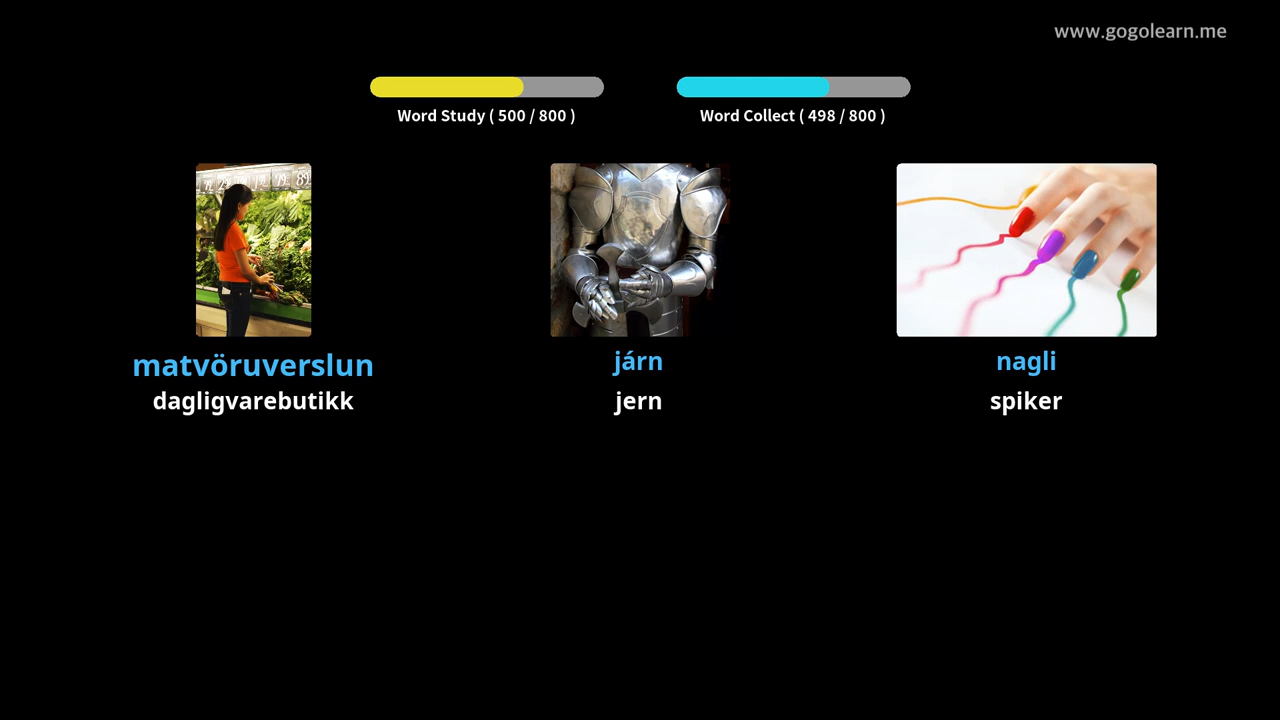 www.gogolearn.me
Word Study ( 500 / 800 )
Word Collect ( 498 / 800 )
matvöruverslun
dagligvarebutikk
járn
jern
nagli
spiker